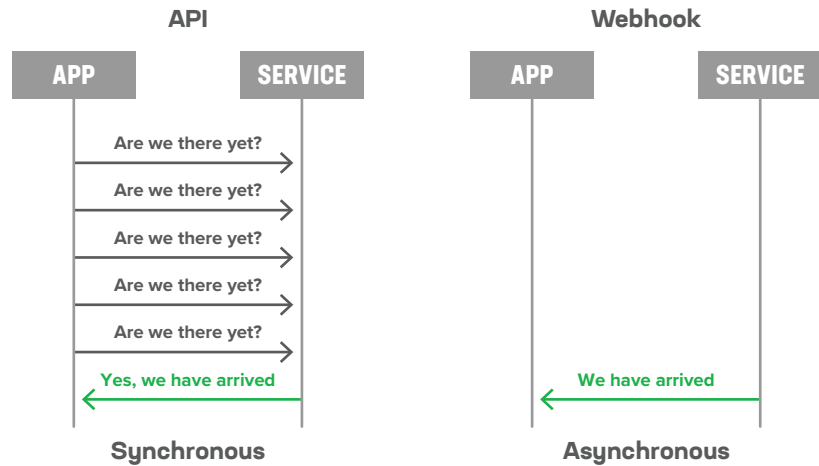 API
APP
SERVICE
Are we there yet?
Are we there yet?
Are we there yet?
Are we there yet?
Are we there yet?
Yes, we have arrived
Synchronous
Webhook
APP
SERVICE
We have arrived
Asynchronous